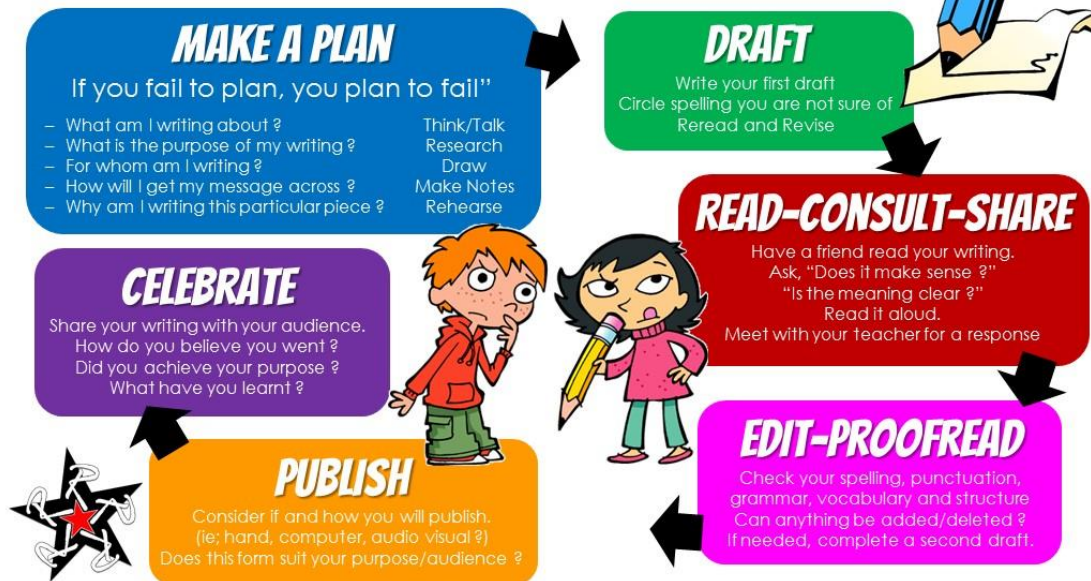 MAKE A PLAN
If you fail to plan, you plan to fail”
– What am I writing about ? Think/Talk
– What is the purpose of my writing ? Research
– For whom am I writing ? Draw
– How will I get my message across ? Make Notes
– Why am I writing this particular piece ? Rehearse
DRAFT
Write your first draft
Circle spelling you are not sure of
Reread and Revise
READ-CONSULT-SHARE
Have a friend read your writing.
Ask, “Does it make sense ?”
“Is the meaning clear ?”
Read it aloud.
Meet with your teacher for a response
EDIT-PROOFREAD
Check your spelling, punctuation,
grammar, vocabulary and structure
Can anything be added/deleted ?
If needed, complete a second draft.
PUBLISH
Consider if and how you will publish.
(ie; hand, computer, audio visual ?)
Does this form suit your purpose/audience ?
CELEBRATE
Share your writing with your audience.
How do you believe you went ?
Did you achieve your purpose ?
What have you learnt ?